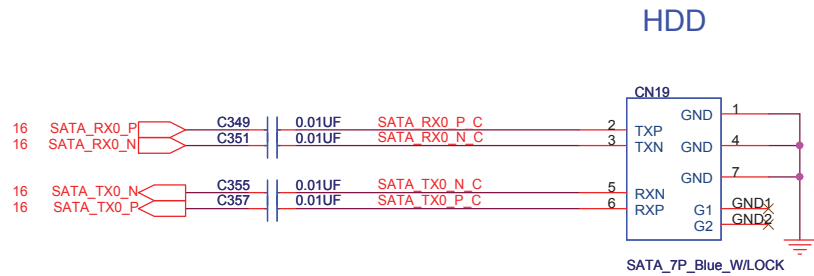 HDD
CN19
16 SATA_RX0_P C349 0.01UF SATA_RX0_P_C 2 TXP GND 1
16 SATA_RX0_N C351 0.01UF SATA_RX0_N_C 3 TXN GND 4
GND 7
16 SATA_TX0_N C355 0.01UF SATA_TX0_N_C 5 RXN
16 SATA_TX0_P C357 0.01UF SATA_TX0_P_C 6 RXP G1 GND1
G2 GND2
SATA_7P_Blue_W/LOCK